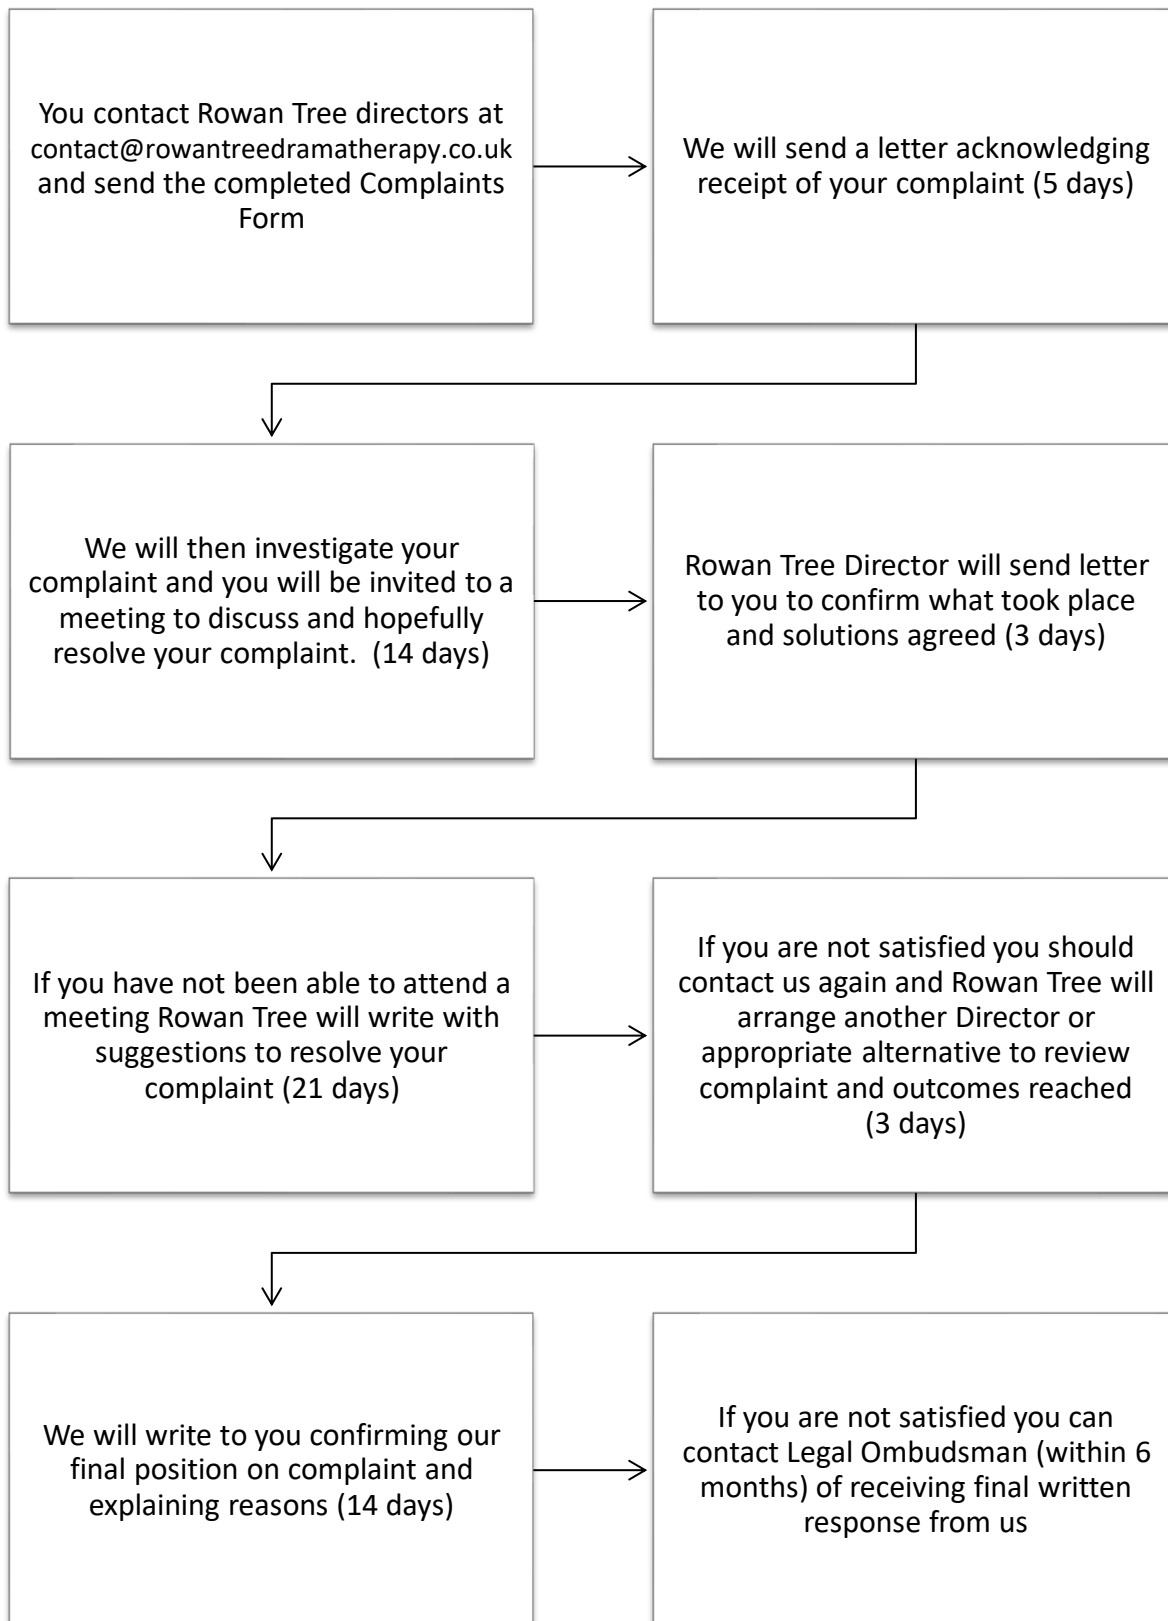 You contact Rowan Tree directors at
contact@rowantreedramatherapy.co.uk
and send the completed Complaints
Form
We will send a letter acknowledging
receipt of your complaint (5 days)
We will then investigate your
complaint and you will be invited to a
meeting to discuss and hopefully
resolve your complaint.  (14 days)
Rowan Tree Director will send letter
to you to confirm what took place
and solutions agreed (3 days)
If you have not been able to attend a
meeting Rowan Tree will write with
suggestions to resolve your
complaint (21 days)
If you are not satisfied you should
contact us again and Rowan Tree will
arrange another Director or
appropriate alternative to review
complaint and outcomes reached
(3 days)
We will write to you confirming our
final position on complaint and
explaining reasons (14 days)
If you are not satisfied you can
contact Legal Ombudsman (within 6
months) of receiving final written
response from us